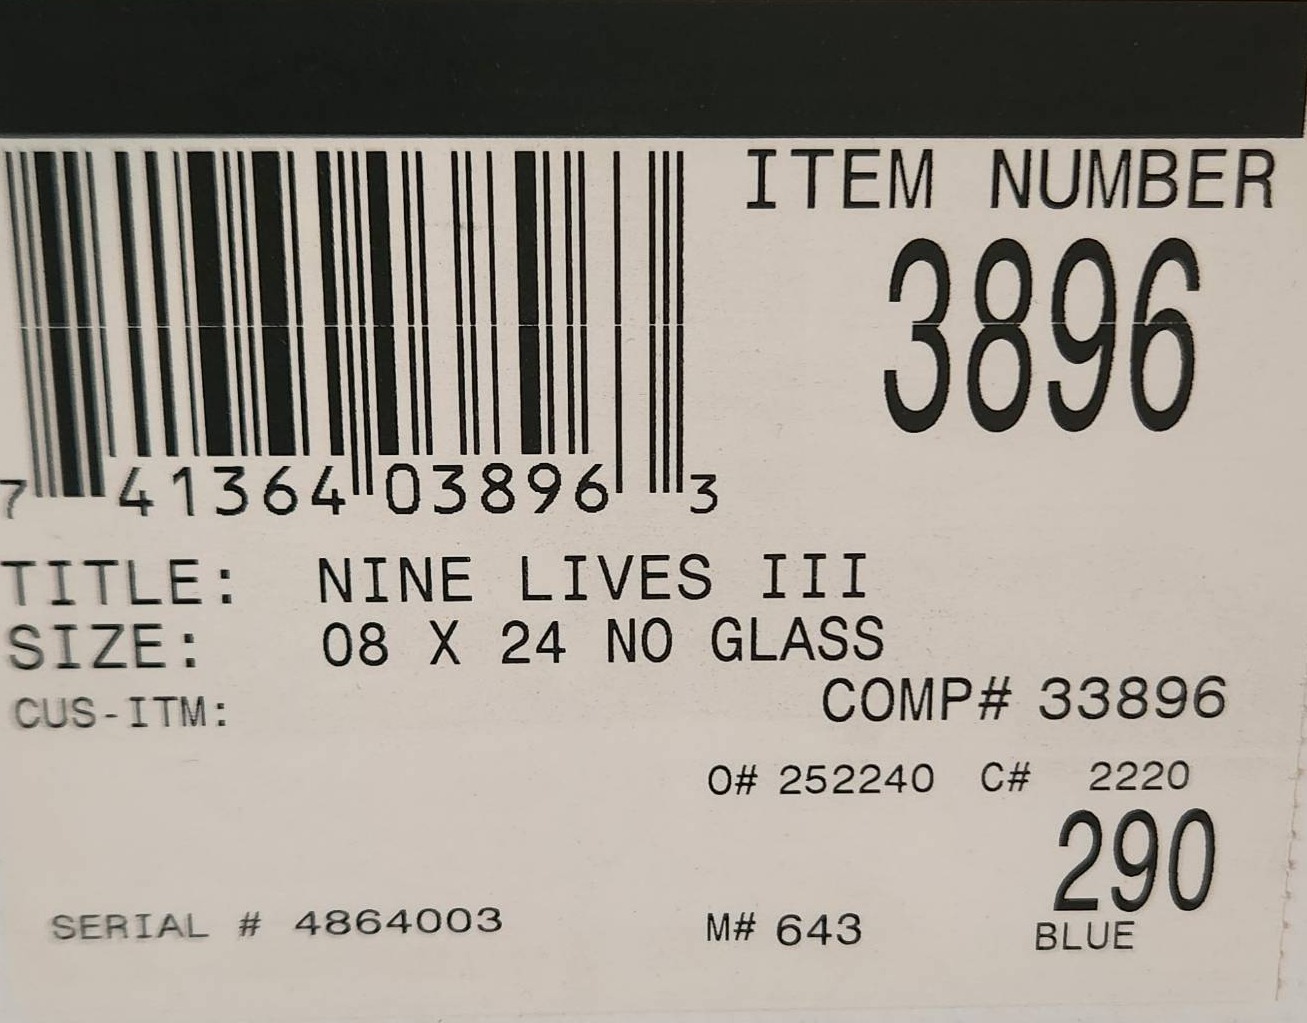 ITEM NUMBER
3896
7 41364 03896 3
TITLE: NINE LIVES III
SIZE: 08 X 24 NO GLASS
CUS-ITM:
COMP# 33896
O# 252240 C# 2220
290
SERIAL # 4864003 M# 643 BLUE